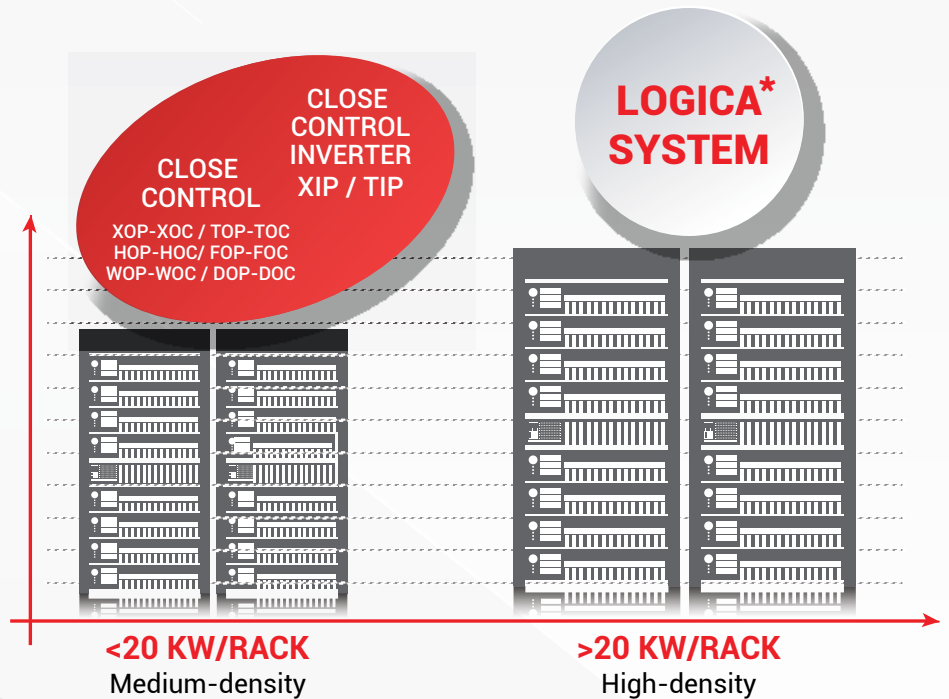 CLOSE
CONTROL
XOP-XOC / TOP-TOC
HOP-HOC/ FOP-FOC
WOP-WOC / DOP-DOC
CLOSE
CONTROL
INVERTER
XIP / TIP
LOGICA*
SYSTEM
<20 KW/RACK
Medium-density
>20 KW/RACK
High-density